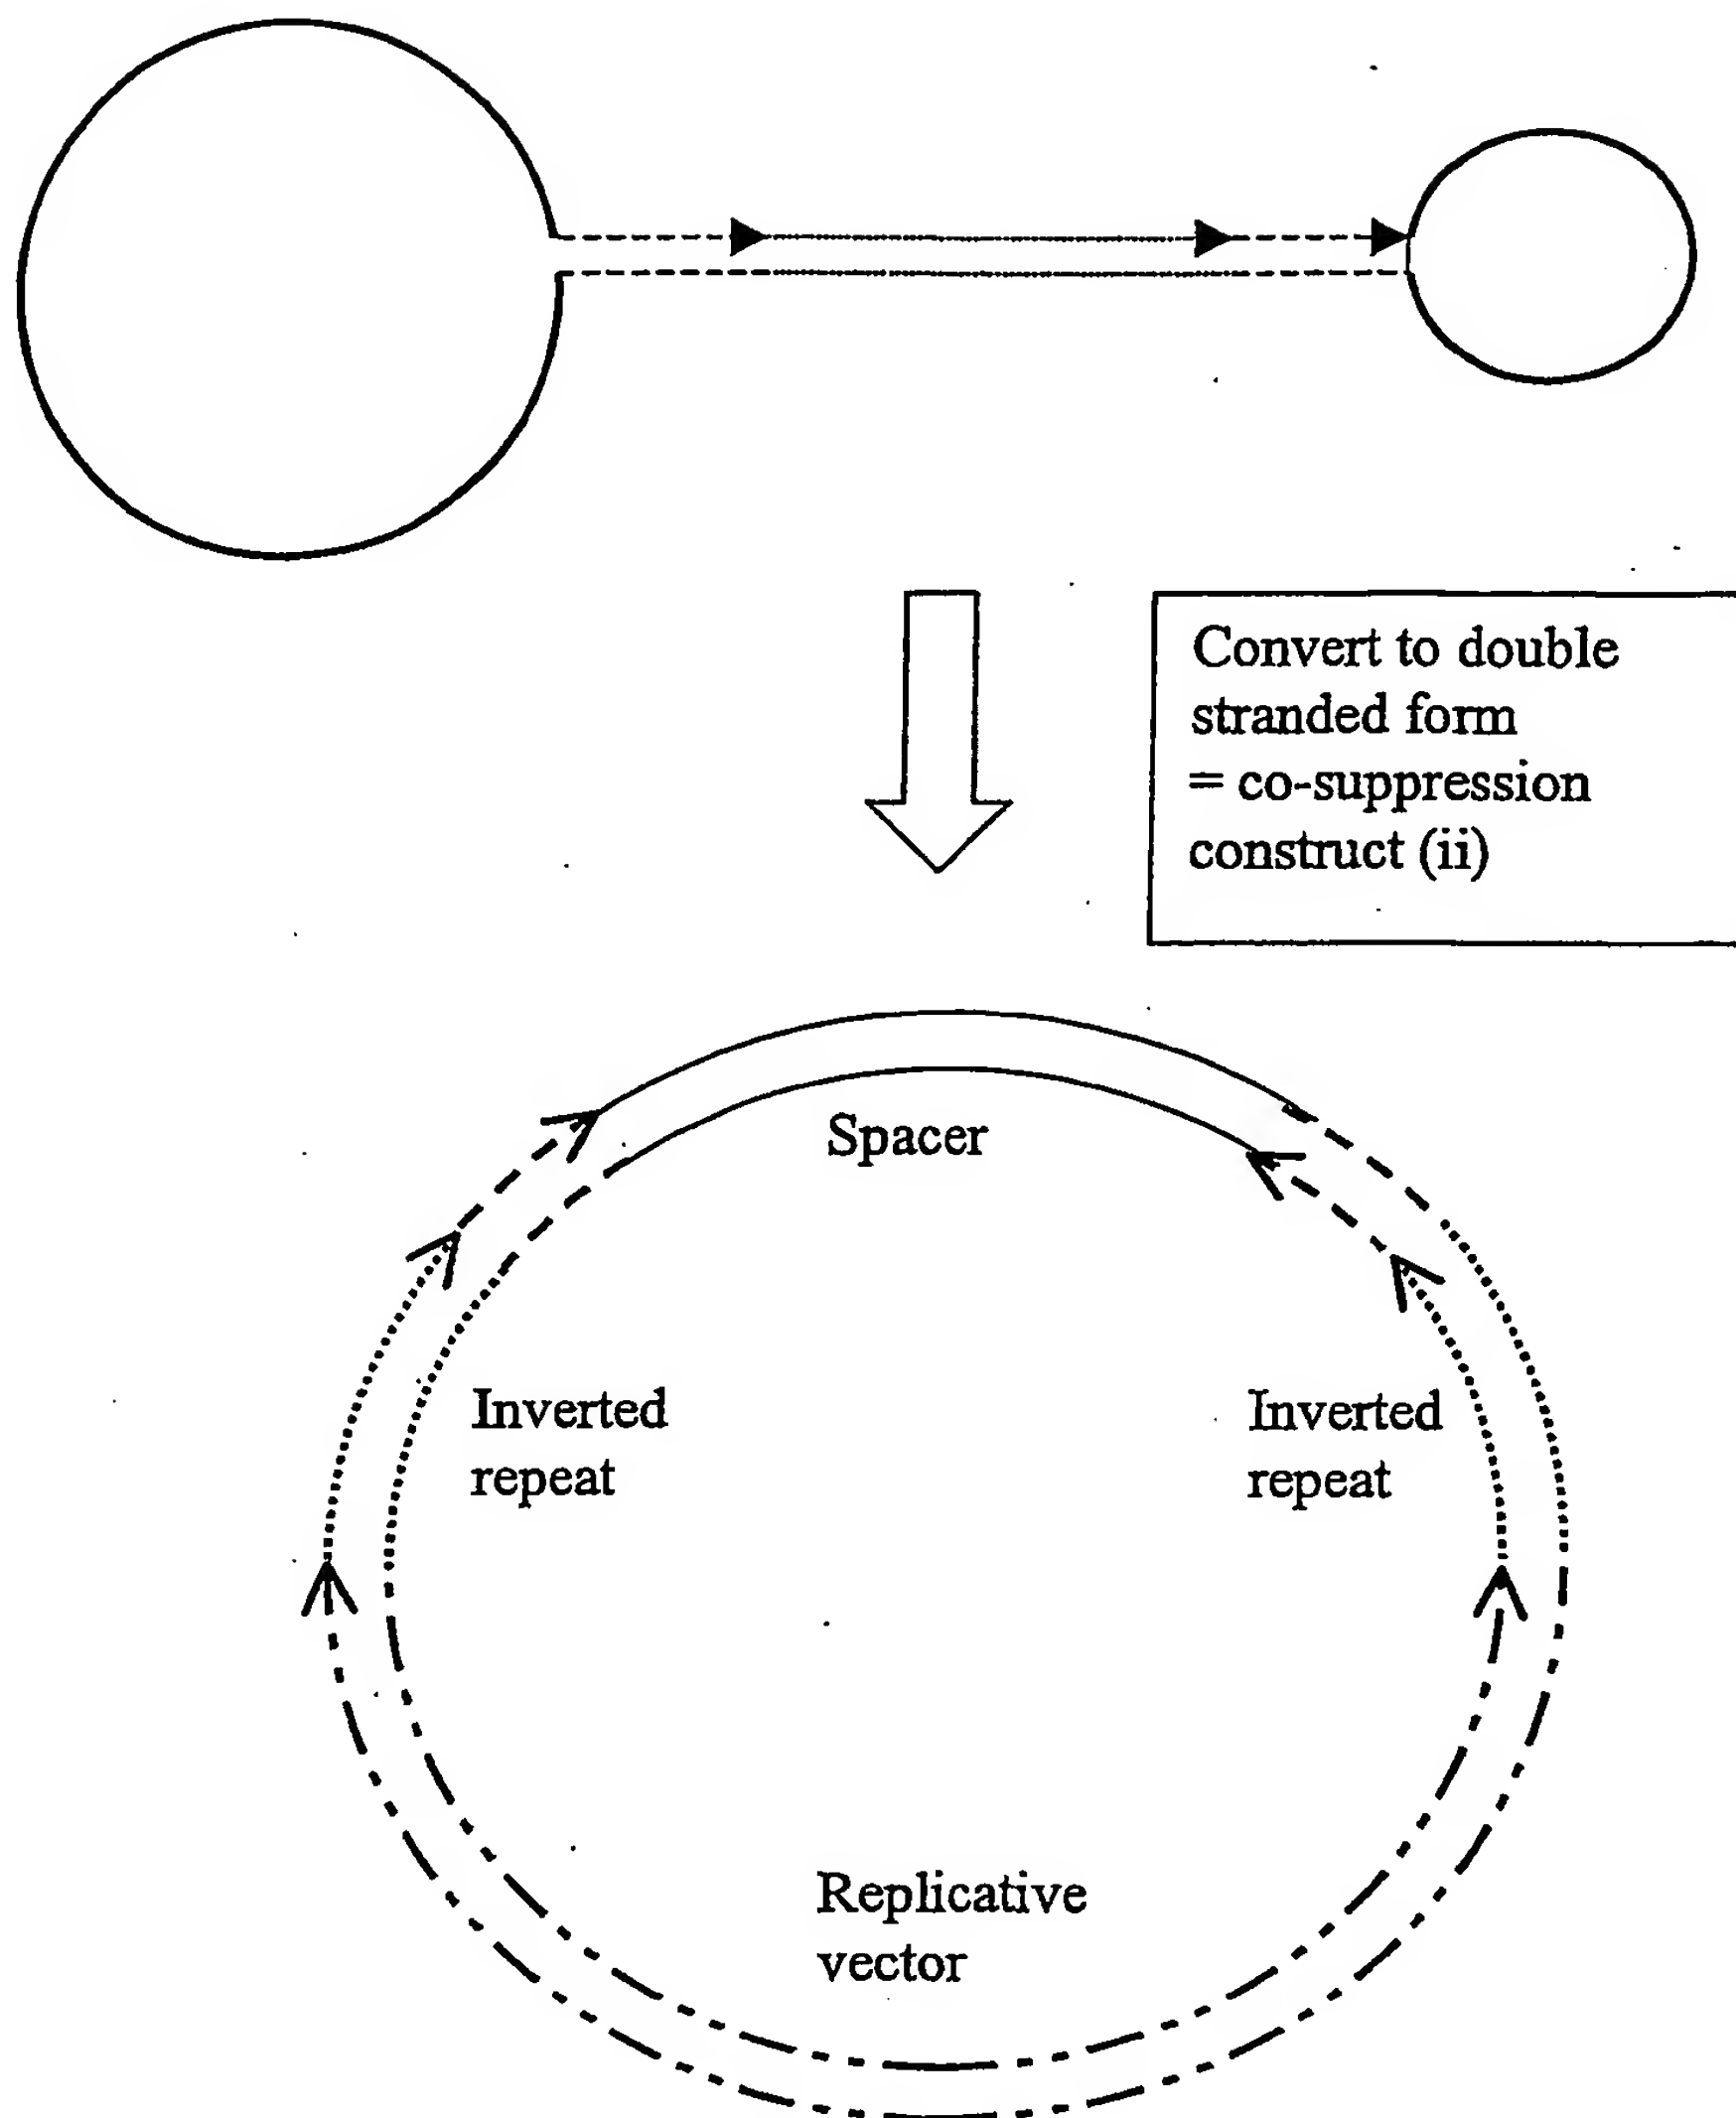 Convert to double
stranded form
= co-suppression
construct (ii)
Spacer
Inverted
repeat
Inverted
repeat
Replicative
vector